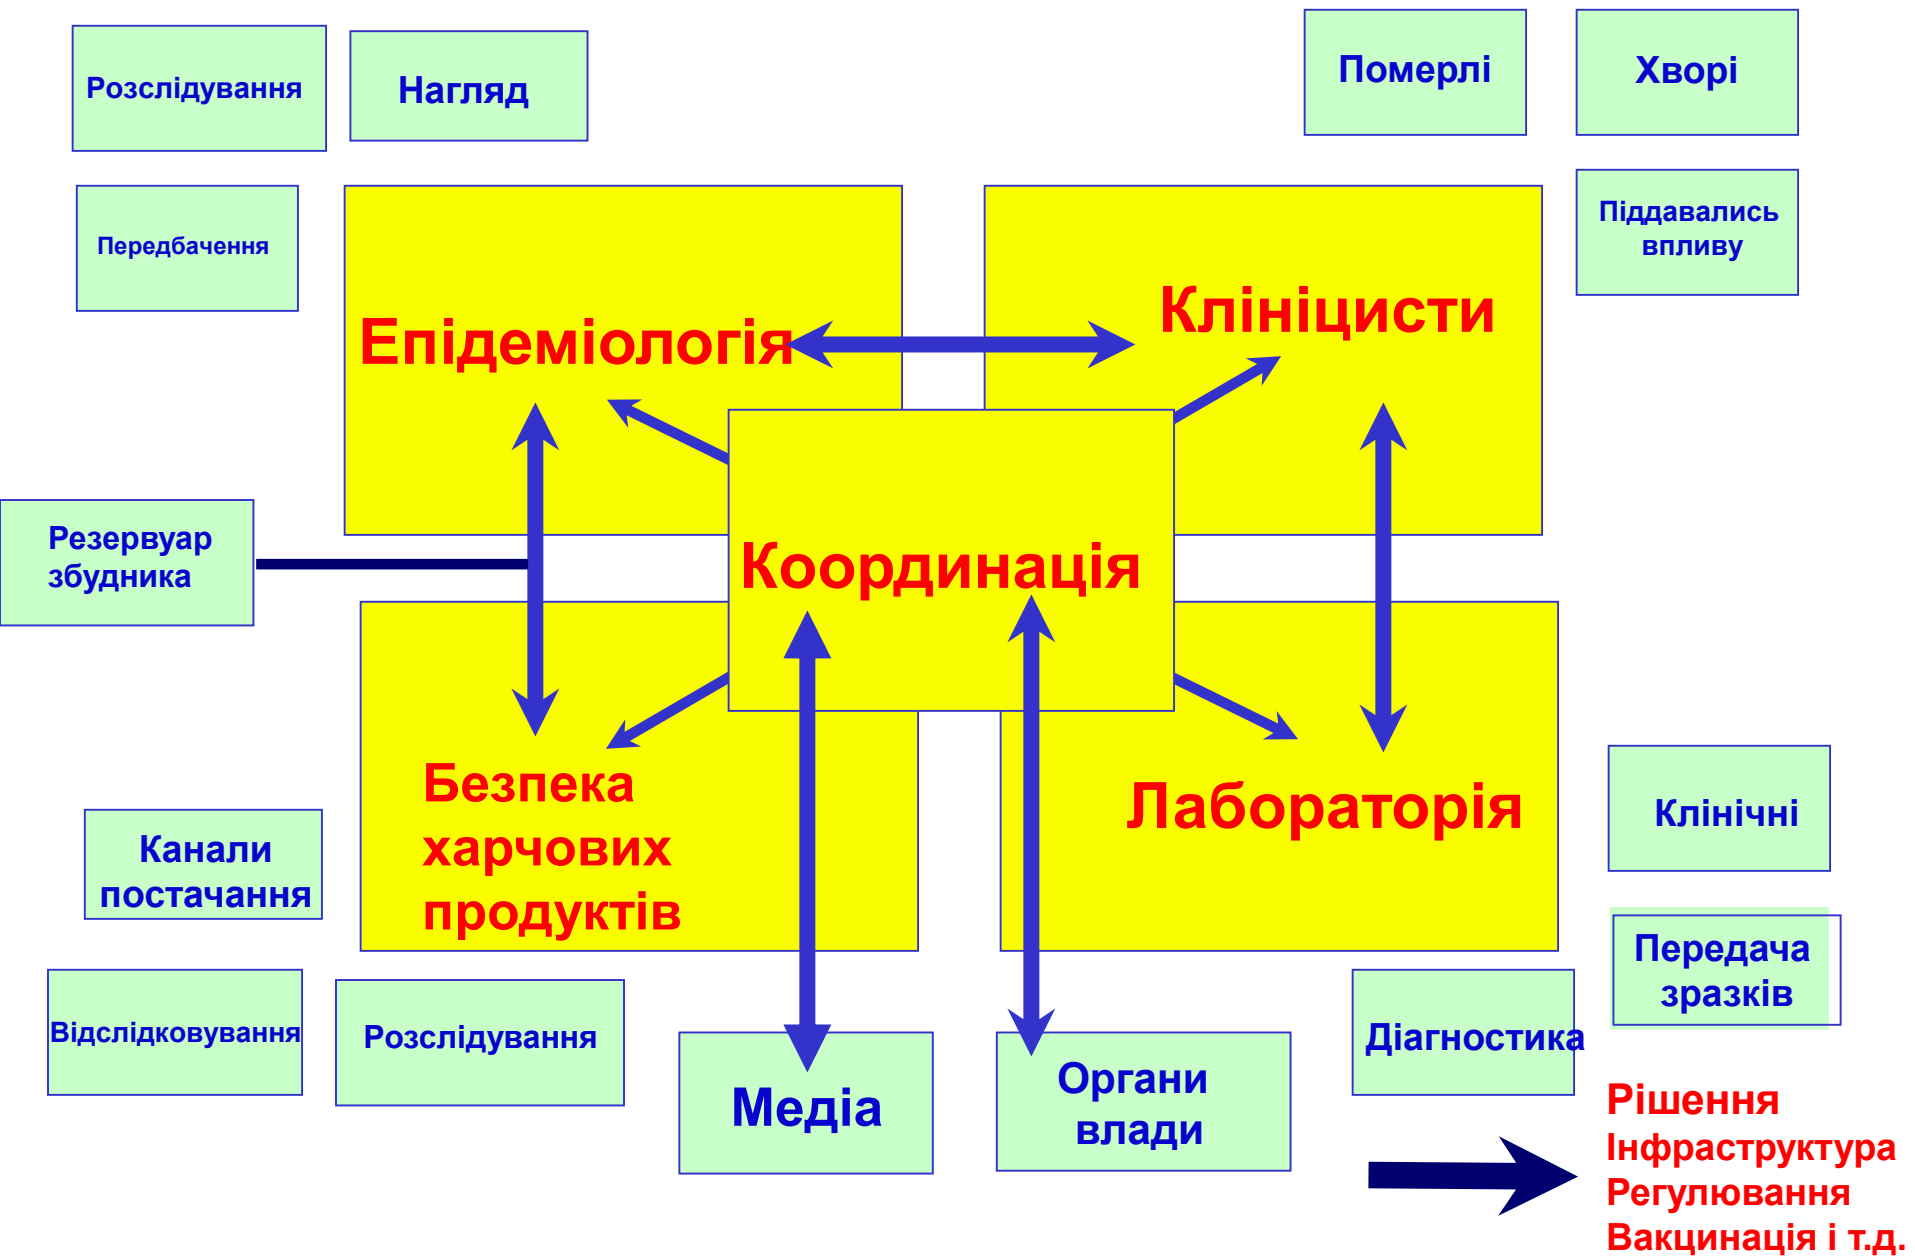 Розслідування
Нагляд
Померлі
Хворі
Передбачення
Піддавались
впливу
Епідеміологія
Клініцисти
Резервуар
збудника
Координація
Безпека
харчових
продуктів
Лабораторія
Канали
постачання
Клінічні
Передача
зразків
Відслідковування
Розслідування
Медіа
Органи
влади
Діагностика
Рішення
Інфраструктура
Регулювання
Вакцинація і т.д.